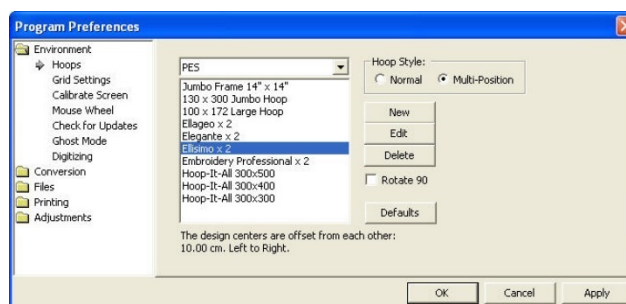 Program Preferences
Environment
Hoops
Grid Settings
Calibrate Screen
Mouse Wheel
Check for Updates
Ghost Mode
Digitizing
Conversion
Files
Printing
Adjustments
PES
Jumbo Frame 14" x 14"
130 x 300 Jumbo Hoop
100 x 172 Large Hoop
Ellageo x 2
Elegante x 2
Ellisimo x 2
Embroidery Professional x 2
Hoop-It-All 300x500
Hoop-It-All 300x400
Hoop-It-All 300x300
The design centers are offset from each other:
10.00 cm. Left to Right.
Hoop Style:
Normal Multi-Position
New
Edit
Delete
Rotate 90
Defaults
OK Cancel Apply